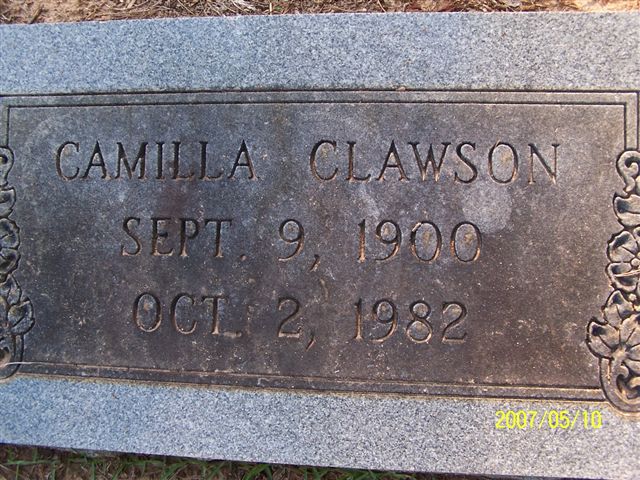 CAMILLA CLAWSON
SEPT. 9, 1900
OCT. 2, 1982
2007/05/10